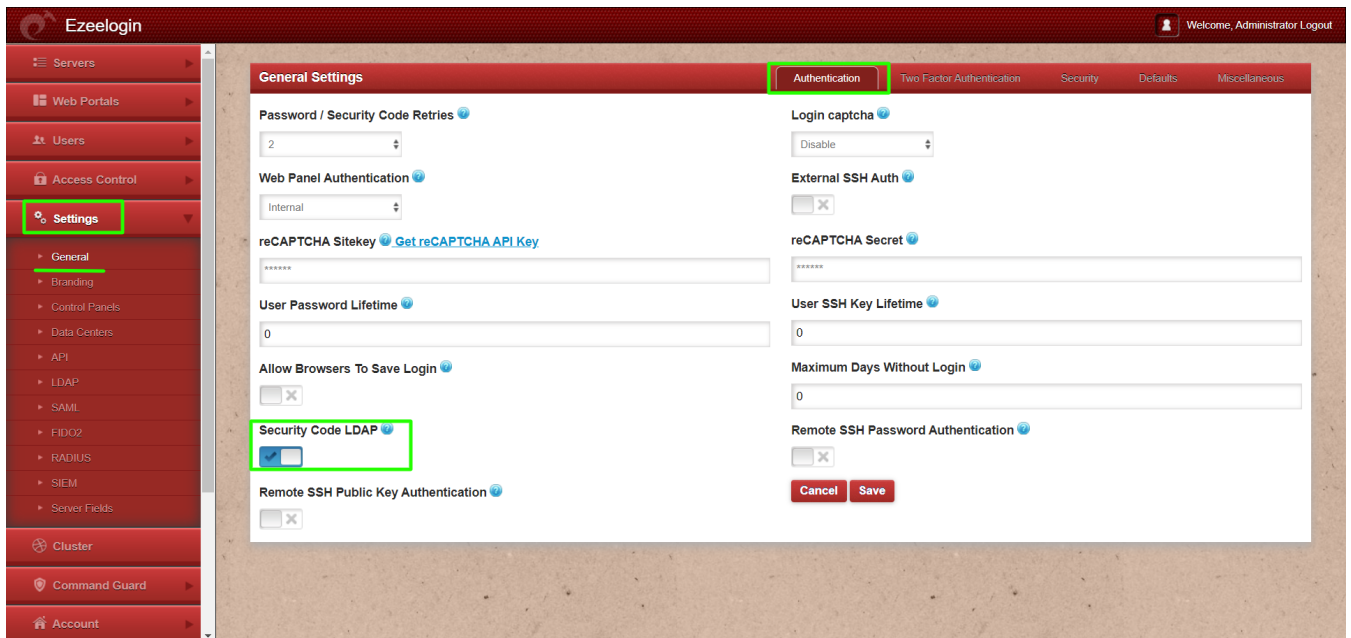 Ezeelogin
Welcome, Administrator Logout
Servers
Web Portals
Users
Access Control
Settings
General
Branding
Control Panels
Data Centers
API
LDAP
SAML
FIDO2
RADIUS
SIEM
Server Fields
Cluster
Command Guard
Account
General Settings
Authentication
Two Factor Authentication
Security
Defaults
Miscellaneous
Password / Security Code Retries
2
Login captcha
Disable
Web Panel Authentication
Internal
External SSH Auth
reCAPTCHA Sitekey Get reCAPTCHA API Key
******
reCAPTCHA Secret
******
User Password Lifetime
0
User SSH Key Lifetime
0
Allow Browsers To Save Login
Maximum Days Without Login
0
Security Code LDAP
Remote SSH Password Authentication
Cancel Save
Remote SSH Public Key Authentication